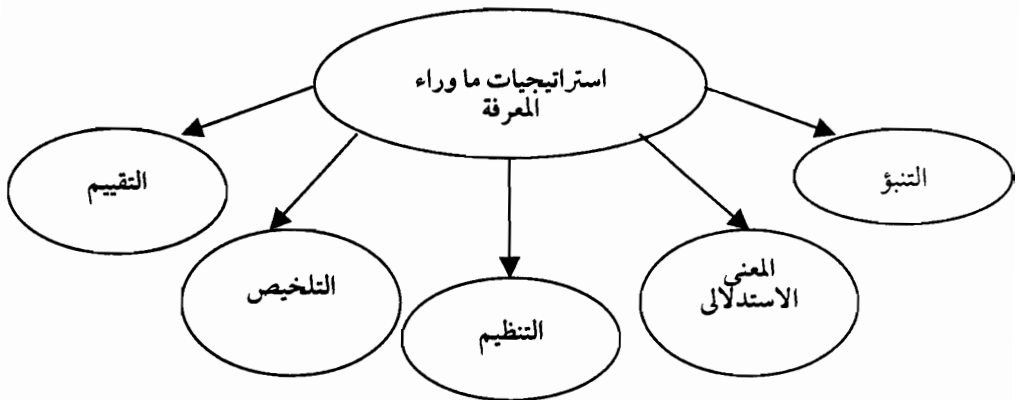 استراتيجيات ما وراء
المعرفة
التنبؤ
المعنى
الاستدلالى
التنظيم
التلخيص
التقييم